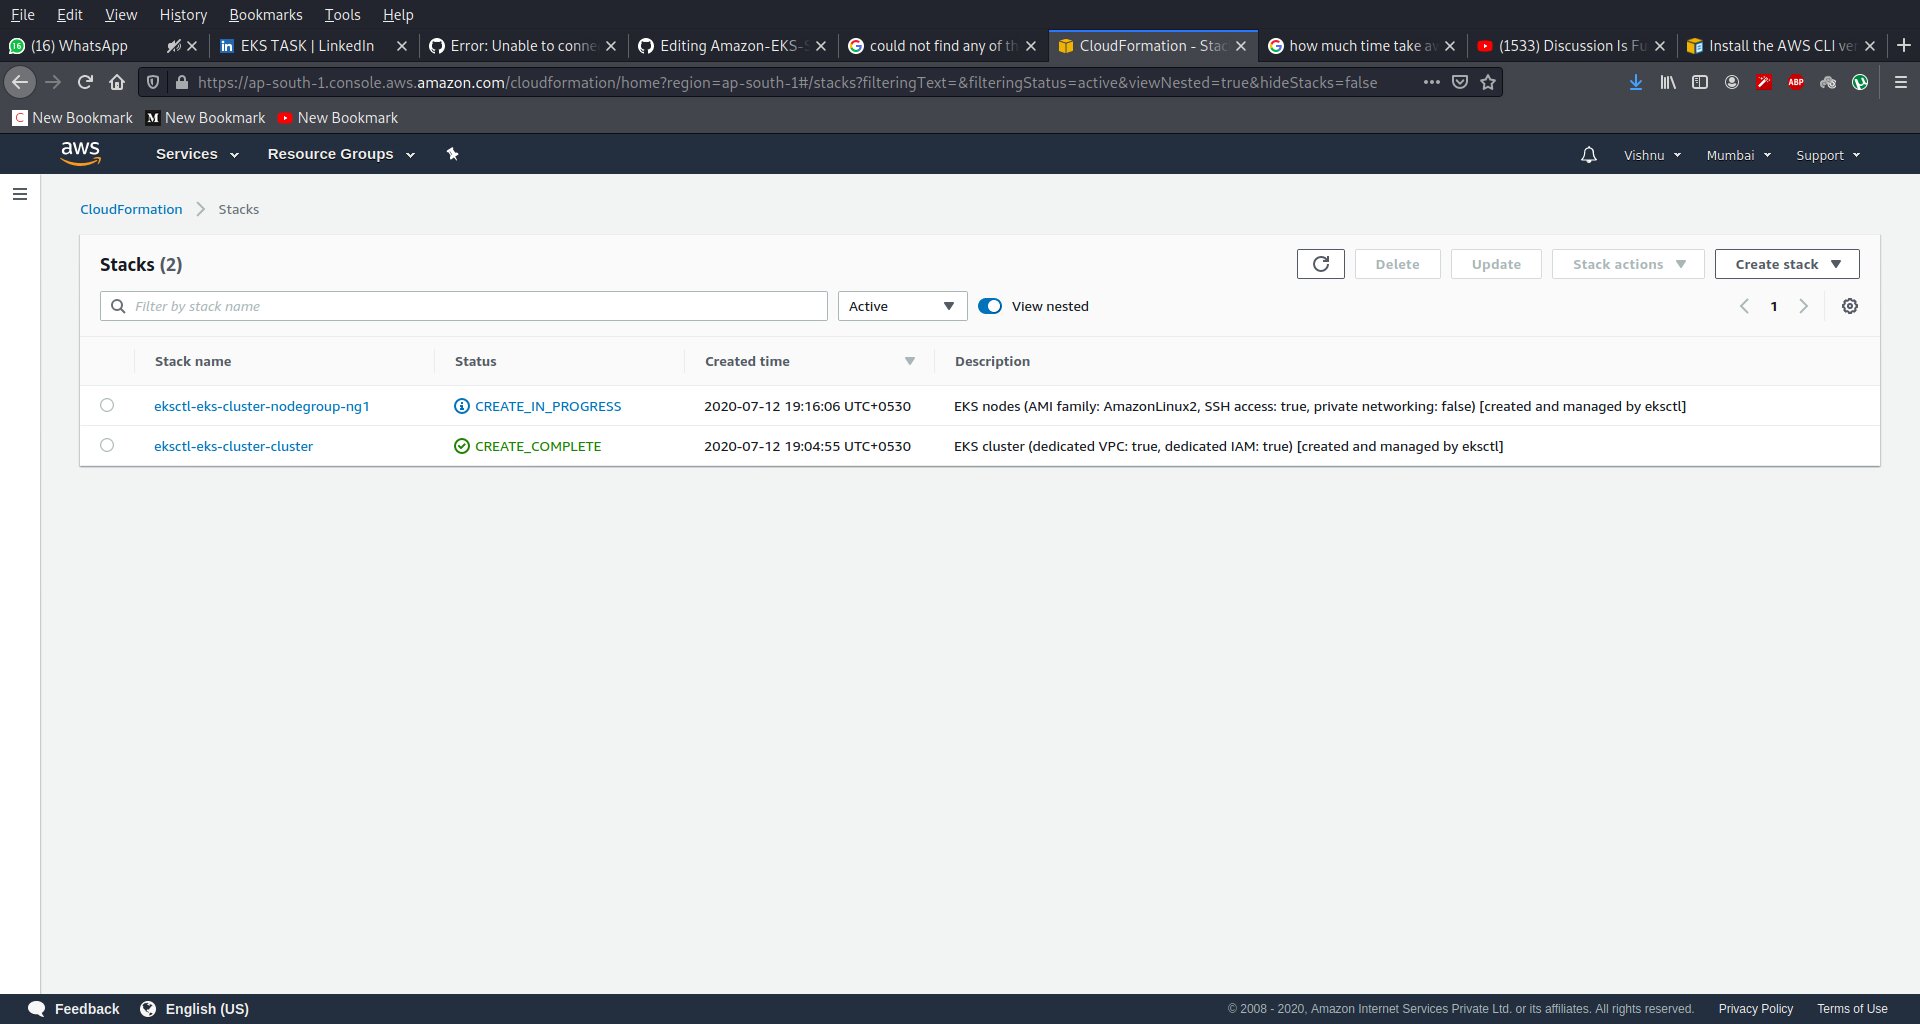 File Edit View History Bookmarks Tools Help
(16) WhatsApp EKS TASK | LinkedIn Error: Unable to conne Editing Amazon-EKS-S could not find any of th CloudFormation - Stac how much time take a (1533) Discussion Is Fu Install the AWS CLI ve
https://ap-south-1.console.aws.amazon.com/cloudformation/home?region=ap-south-1#/stacks?filteringText=&filteringStatus=active&viewNested=true&hideStacks=false ABP
C New Bookmark M New Bookmark New Bookmark
aws Services Resource Groups Vishnu Mumbai Support
CloudFormation Stacks
Stacks (2) Delete Update Stack actions Create stack
Filter by stack name Active View nested 1
Stack name Status Created time Description
eksctl-eks-cluster-nodegroup-ng1 CREATE_IN_PROGRESS 2020-07-12 19:16:06 UTC+0530 EKS nodes (AMI family: AmazonLinux2, SSH access: true, private networking: false) [created and managed by eksctl]
eksctl-eks-cluster-cluster CREATE_COMPLETE 2020-07-12 19:04:55 UTC+0530 EKS cluster (dedicated VPC: true, dedicated IAM: true) [created and managed by eksctl]
Feedback English (US) © 2008 - 2020, Amazon Internet Services Private Ltd. or its affiliates. All rights reserved. Privacy Policy Terms of Use